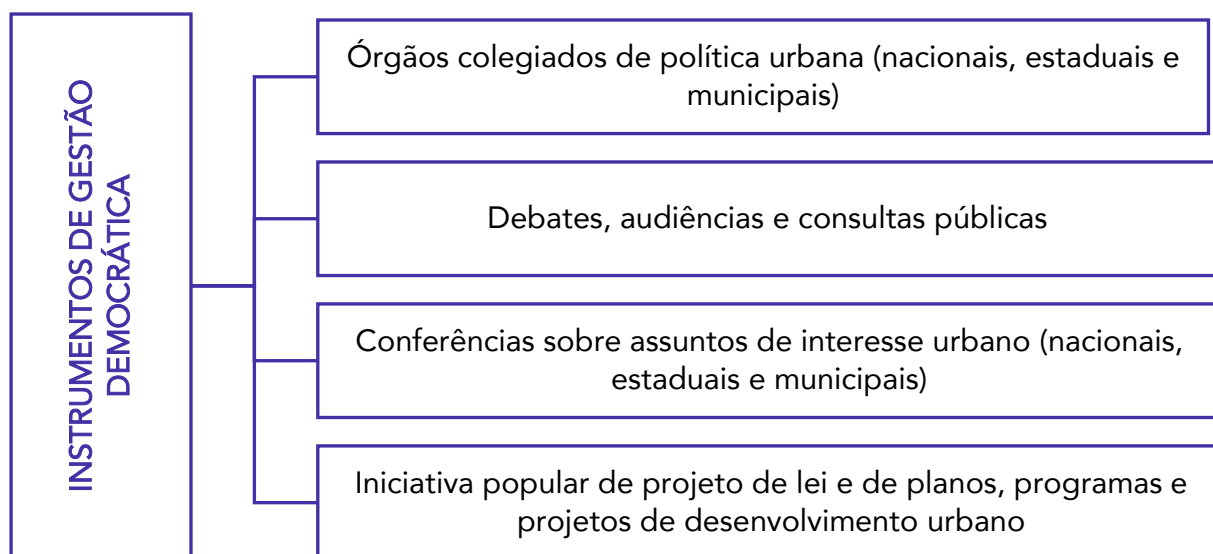 INSTRUMENTOS DE GESTÃO
DEMOCRÁTICA
Órgãos colegiados de política urbana (nacionais, estaduais e
municipais)
Debates, audiências e consultas públicas
Conferências sobre assuntos de interesse urbano (nacionais,
estaduais e municipais)
Iniciativa popular de projeto de lei e de planos, programas e
projetos de desenvolvimento urbano